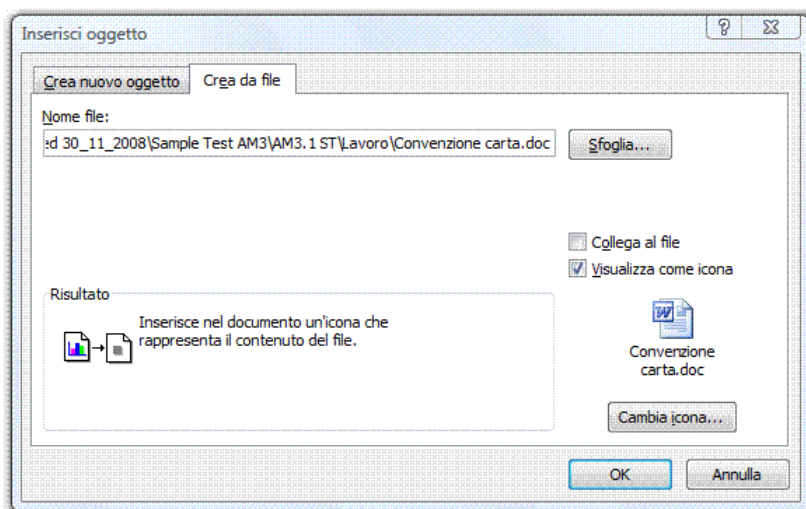 Inserisci oggetto
Crea nuovo oggetto
Crea da file
Nome file:
ed 30_11_2008\Sample Test AM3\AM3.1 ST\Lavoro\Convenzione carta.doc
Sfoglia...
Collega al file
Visualizza come icona
Risultato
Inserisce nel documento un'icona che
rappresenta il contenuto del file.
Convenzione
carta.doc
Cambia icona...
OK
Annulla